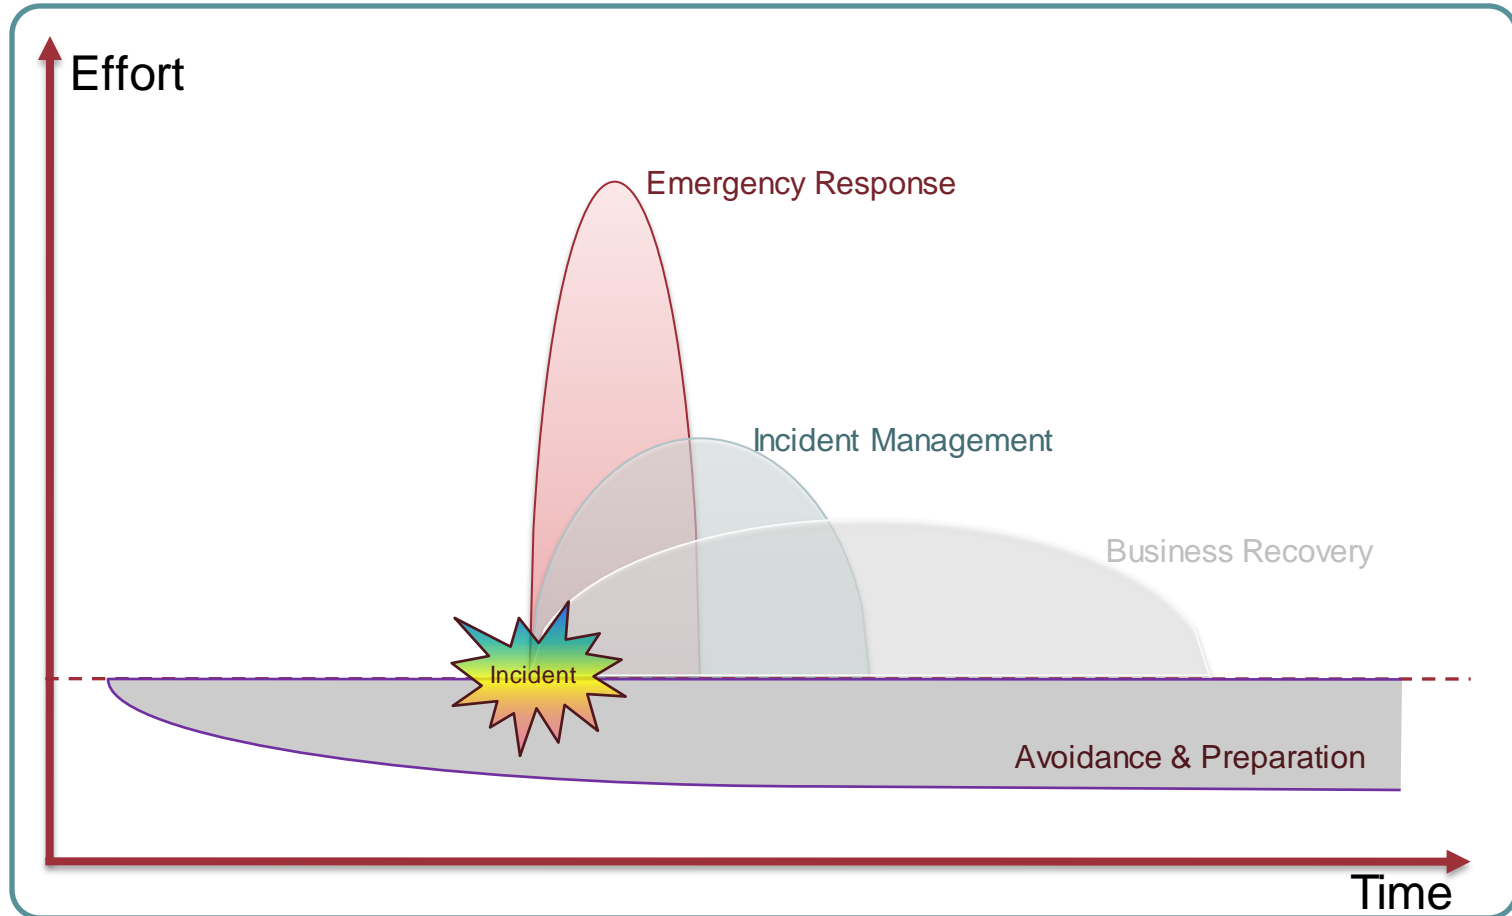 Effort
Emergency Response
Incident Management
Business Recovery
Incident
Avoidance & Preparation
Time